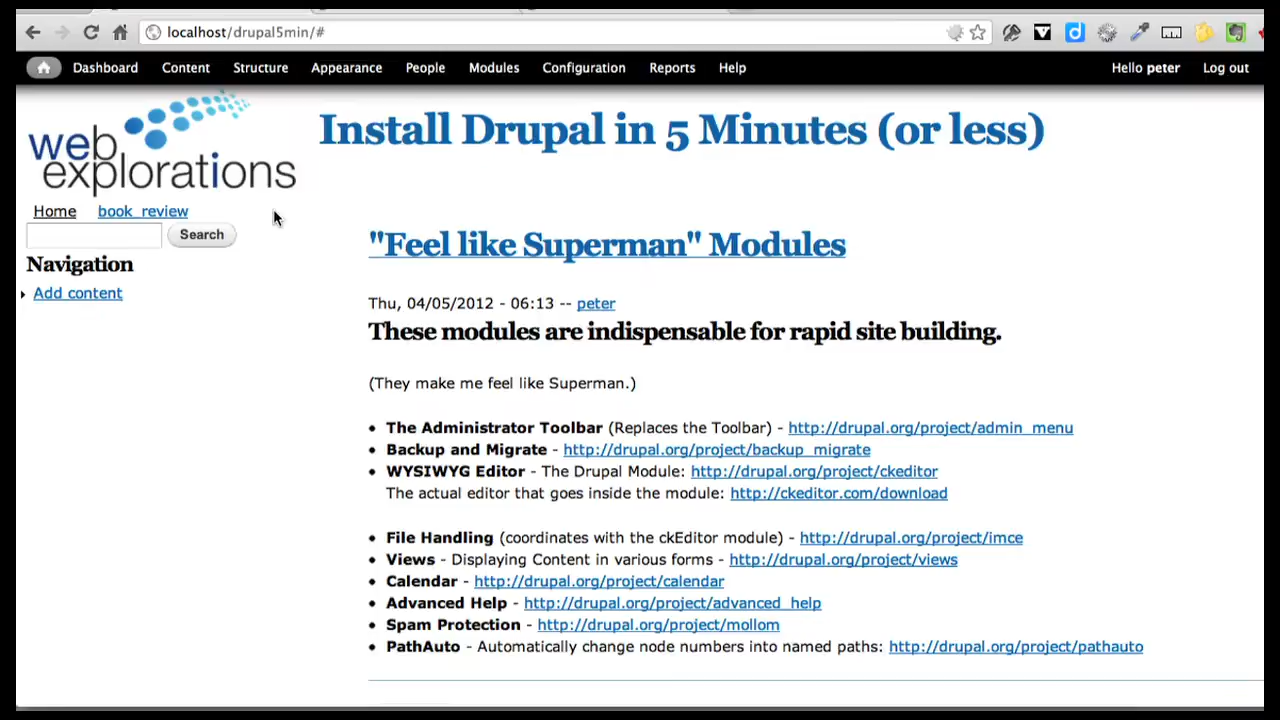 localhost/drupal5min/#
Dashboard Content Structure Appearance People Modules Configuration Reports Help Hello peter Log out
web explorations
Install Drupal in 5 Minutes (or less)
Home book_review
Search
Navigation
Add content
"Feel like Superman" Modules
Thu, 04/05/2012 - 06:13 -- peter
These modules are indispensable for rapid site building.
(They make me feel like Superman.)
• The Administrator Toolbar (Replaces the Toolbar) - http://drupal.org/project/admin_menu
• Backup and Migrate - http://drupal.org/project/backup_migrate
• WYSIWYG Editor - The Drupal Module: http://drupal.org/project/ckeditor
The actual editor that goes inside the module: http://ckeditor.com/download
• File Handling (coordinates with the ckEditor module) - http://drupal.org/project/imce
• Views - Displaying Content in various forms - http://drupal.org/project/views
• Calendar - http://drupal.org/project/calendar
• Advanced Help - http://drupal.org/project/advanced_help
• Spam Protection - http://drupal.org/project/mollom
• PathAuto - Automatically change node numbers into named paths: http://drupal.org/project/pathauto